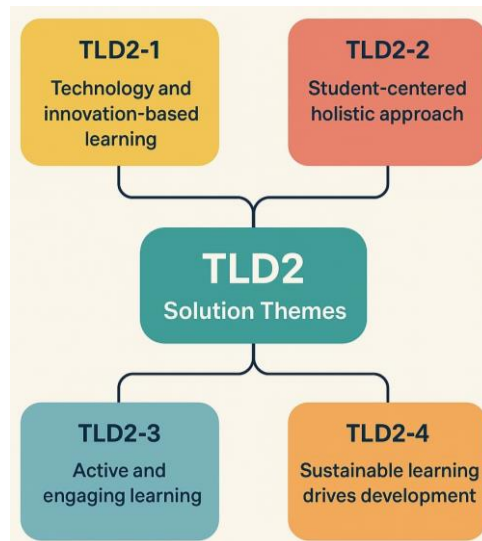 TLD2-1
Technology and
innovation-based
learning
TLD2-2
Student-centered
holistic approach
TLD2
Solution Themes
TLD2-3
Active and
engaging learning
TLD2-4
Sustainable learning
drives development